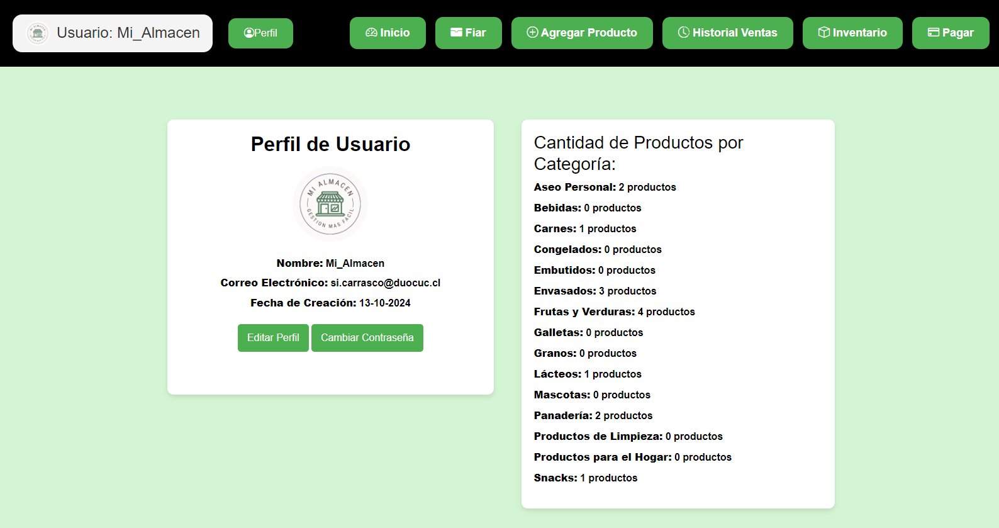 Usuario: Mi_Almacen
Perfil
Inicio
Fiar
Agregar Producto
Historial Ventas
Inventario
Pagar
Perfil de Usuario
MI ALMACEN
GESTION MAS FACIL
Nombre: Mi_Almacen
Correo Electrónico: si.carrasco@duocuc.cl
Fecha de Creación: 13-10-2024
Editar Perfil
Cambiar Contraseña
Cantidad de Productos por
Categoría:
Aseo Personal: 2 productos
Bebidas: 0 productos
Carnes: 1 productos
Congelados: 0 productos
Embutidos: 0 productos
Envasados: 3 productos
Frutas y Verduras: 4 productos
Galletas: 0 productos
Granos: 0 productos
Lácteos: 1 productos
Mascotas: 0 productos
Panadería: 2 productos
Productos de Limpieza: 0 productos
Productos para el Hogar: 0 productos
Snacks: 1 productos